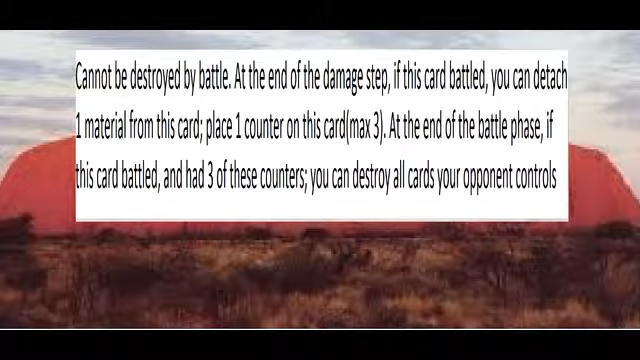 Cannot be destroyed by battle. At the end of the damage step, if this card battled, you can detach
1 material from this card; place 1 counter on this card(max 3). At the end of the battle phase, if
this card battled, and had 3 of these counters; you can destroy all cards your opponent controls